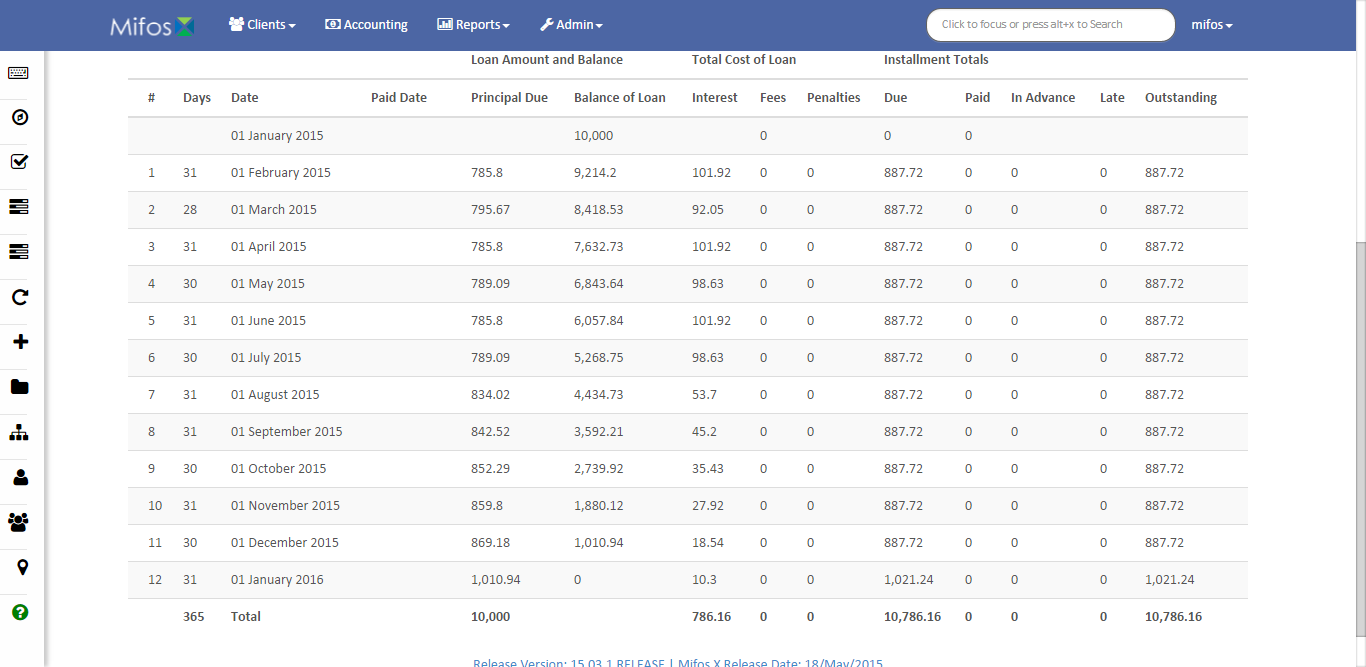 Mifos Clients Accounting Reports Admin Click to focus or press alt+x to Search mifos
Loan Amount and Balance Total Cost of Loan Installment Totals
# Days Date Paid Date Principal Due Balance of Loan Interest Fees Penalties Due Paid In Advance Late Outstanding
01 January 2015 10,000 0 0 0
1 31 01 February 2015 785.8 9,214.2 101.92 0 0 887.72 0 0 0 887.72
2 28 01 March 2015 795.67 8,418.53 92.05 0 0 887.72 0 0 0 887.72
3 31 01 April 2015 785.8 7,632.73 101.92 0 0 887.72 0 0 0 887.72
4 30 01 May 2015 789.09 6,843.64 98.63 0 0 887.72 0 0 0 887.72
5 31 01 June 2015 785.8 6,057.84 101.92 0 0 887.72 0 0 0 887.72
6 30 01 July 2015 789.09 5,268.75 98.63 0 0 887.72 0 0 0 887.72
7 31 01 August 2015 834.02 4,434.73 53.7 0 0 887.72 0 0 0 887.72
8 31 01 September 2015 842.52 3,592.21 45.2 0 0 887.72 0 0 0 887.72
9 30 01 October 2015 852.29 2,739.92 35.43 0 0 887.72 0 0 0 887.72
10 31 01 November 2015 859.8 1,880.12 27.92 0 0 887.72 0 0 0 887.72
11 30 01 December 2015 869.18 1,010.94 18.54 0 0 887.72 0 0 0 887.72
12 31 01 January 2016 1,010.94 0 10.3 0 0 1,021.24 0 0 0 1,021.24
365 Total 10,000 786.16 0 0 10,786.16 0 0 0 10,786.16
Release Version: 15.03.1.RELEASE | Mifos X Release Date: 18/May/2015